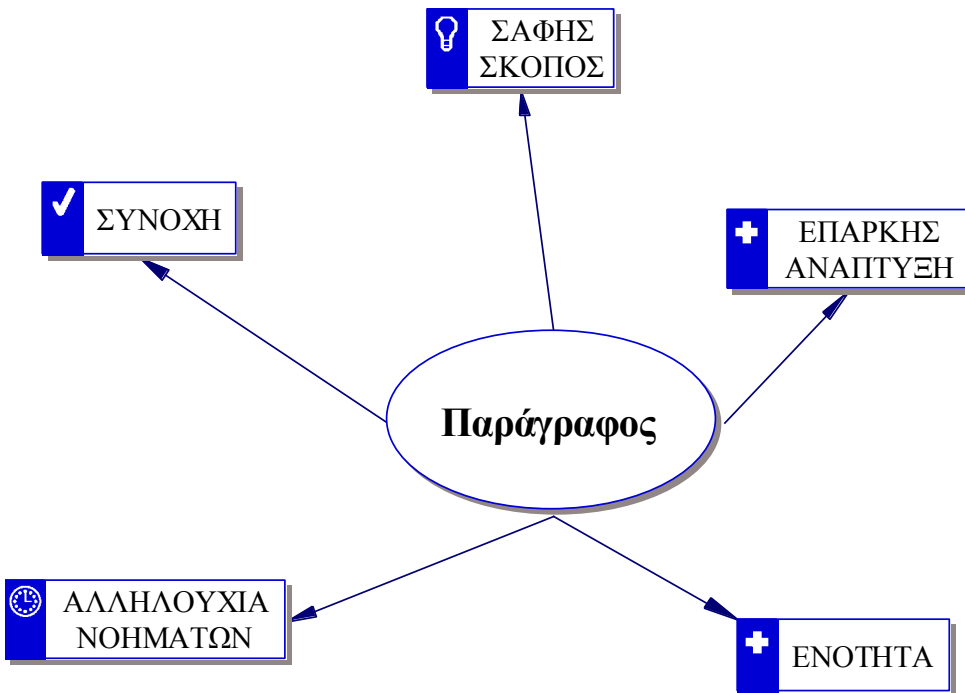 ΣΑΦΗΣ
ΣΚΟΠΟΣ
ΣΥΝΟΧΗ
ΕΠΑΡΚΗΣ
ΑΝΑΠΤΥΞΗ
Παράγραφος
ΑΛΛΗΛΟΥΧΙΑ
ΝΟΗΜΑΤΩΝ
ΕΝΟΤΗΤΑ